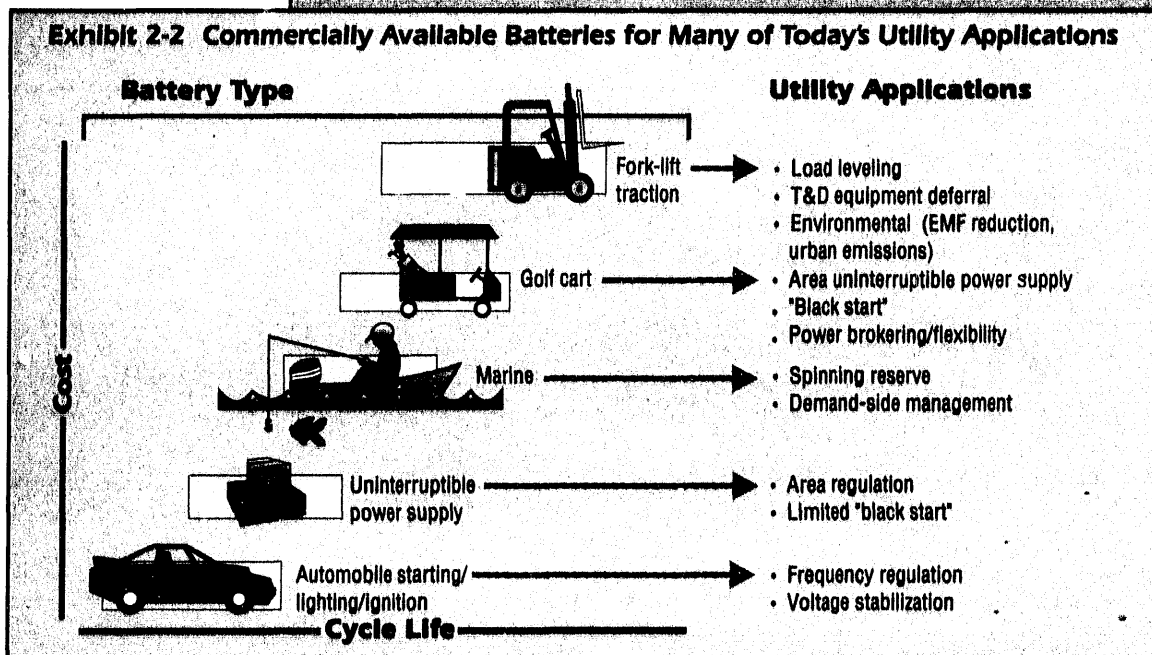 Exhibit 2-2 Commercially Available Batteries for Many of Today's Utility Applications
Battery Type
Utility Applications
Cost
Fork-lift
traction
• Load leveling
• T&D equipment deferral
• Environmental (EMF reduction,
urban emissions)
Golf cart
• Area uninterruptible power supply
• "Black start"
• Power brokering/flexibility
Marine
• Spinning reserve
• Demand-side management
Uninterruptible
power supply
• Area regulation
• Limited "black start"
Automobile starting/
lighting/ignition
• Frequency regulation
• Voltage stabilization
Cycle Life